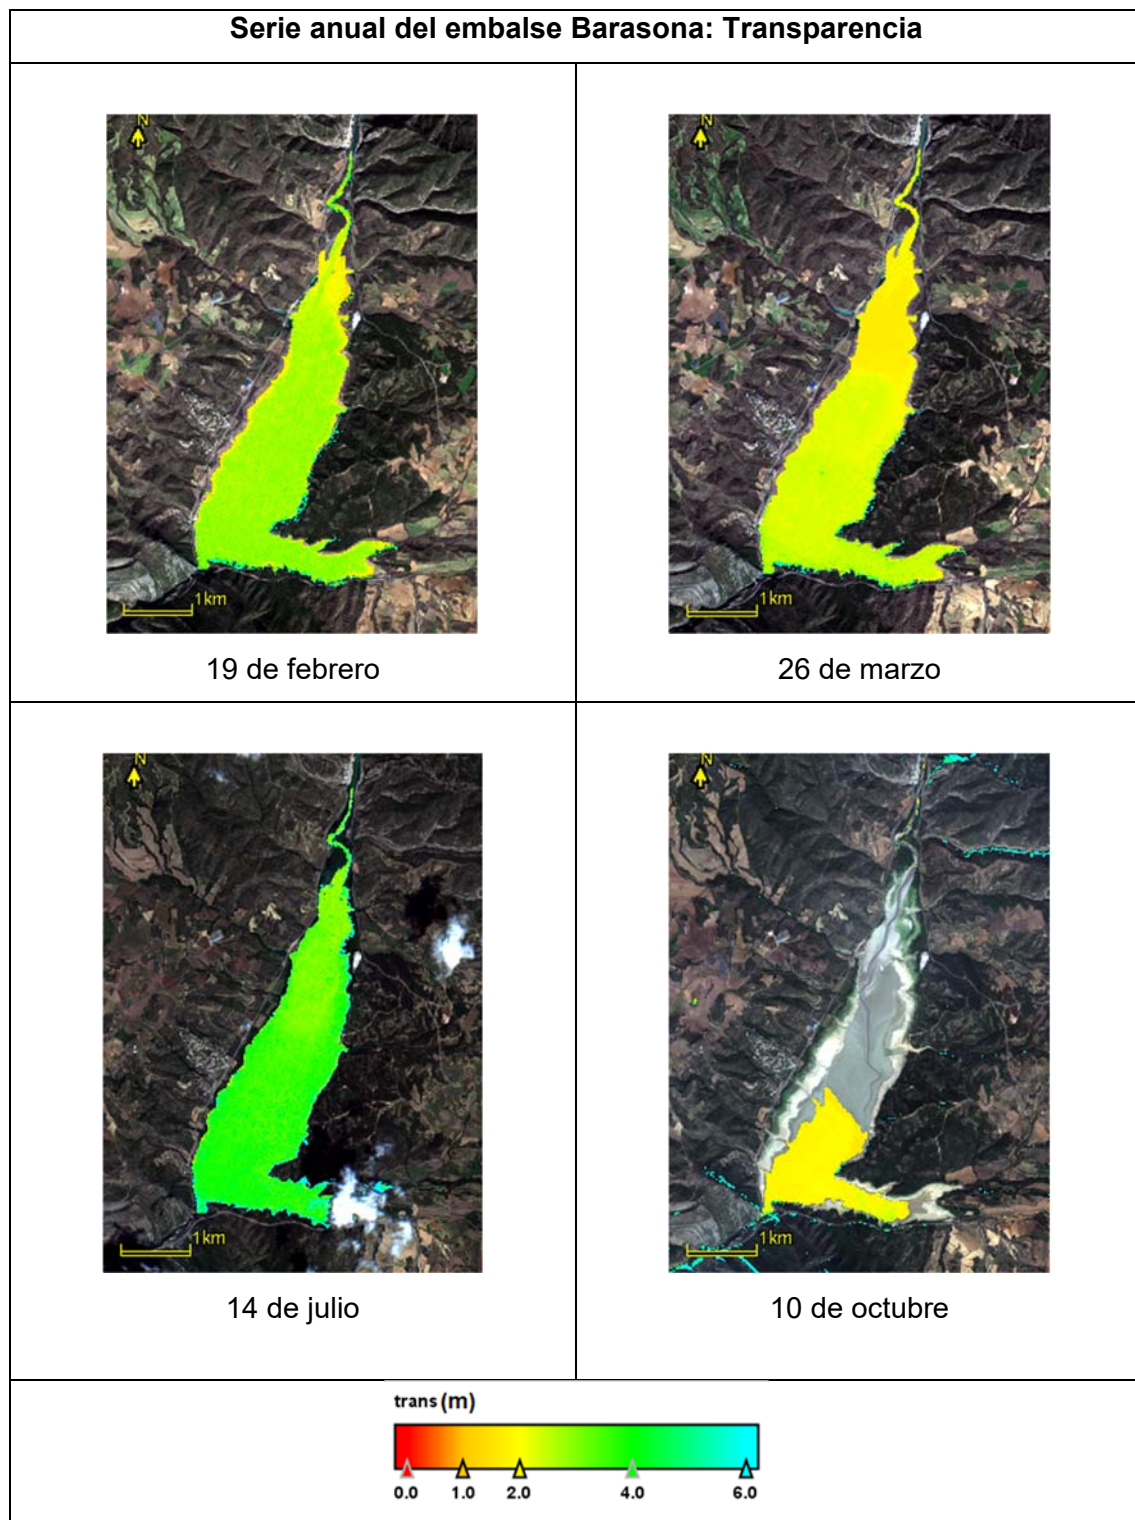 Serie anual del embalse Barasona: Transparencia
N
N
1km
1km
19 de febrero
26 de marzo
N
N
1km
1km
14 de julio
10 de octubre
trans (m)
0.0 1.0 2.0 4.0 6.0